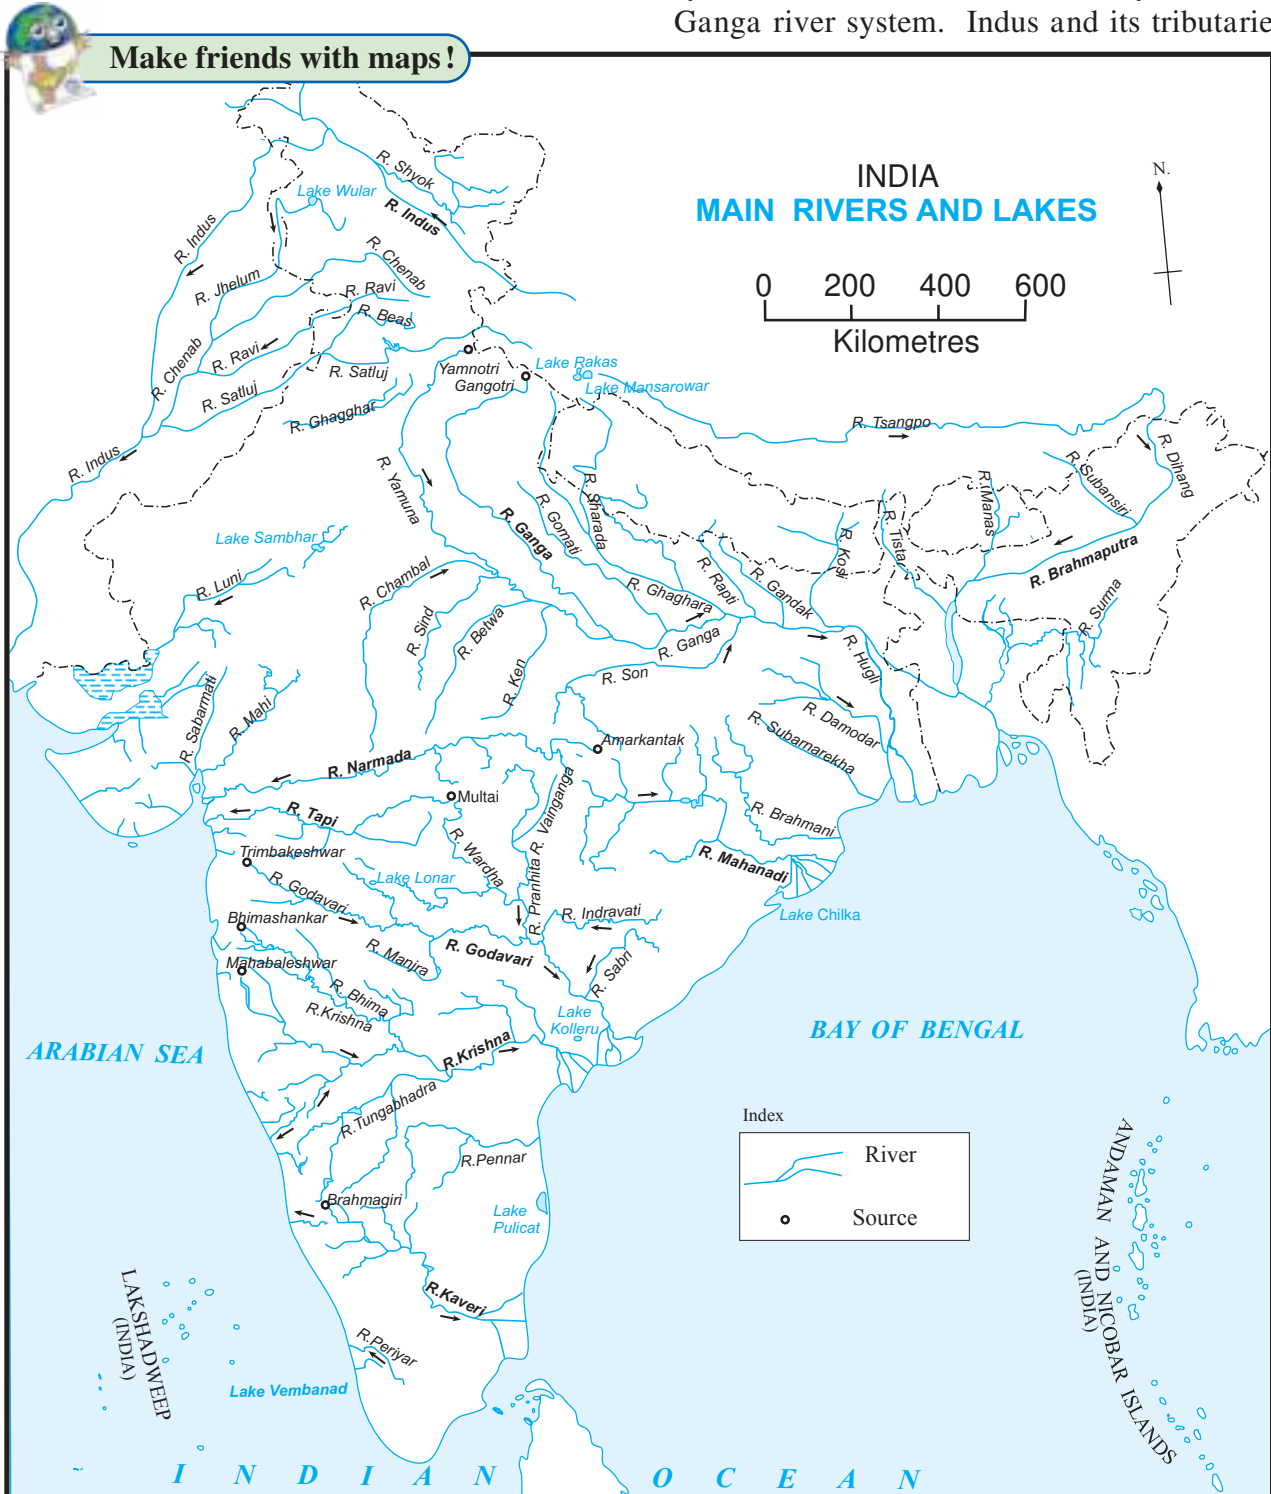 Ganga river system. Indus and its tributarie
Make friends with maps!
INDIA
MAIN RIVERS AND LAKES
N.
0 200 400 600
Kilometres
R. Shyok
Lake Wular
R. Indus
R. Indus
R. Chenab
R. Jhelum
R. Ravi
R. Beas
R. Chenab
R. Ravi
R. Satluj
R. Satluj
Yamnotri
Gangotri
Lake Rakas
Lake Mansarowar
R. Ghagghar
R. Tsangpo
R. Dihang
R. Indus
R. Subansiri
R. Manas
R. Yamuna
R. Sharada
R. Gomati
R. Ganga
R. Tista
R. Kosi
Lake Sambhar
R. Brahmaputra
R. Luni
R. Chambal
R. Ghaghara
R. Rapti
R. Gandak
R. Surma
R. Sind
R. Betwa
R. Ganga
R. Hugli
R. Ken
R. Son
R. Sabarmati
R. Mahi
R. Damodar
R. Subarnarekha
Amarkantak
R. Narmada
Multai
R. Tapi
R. Vainganga
R. Brahmani
R. Wardha
Trimbakeshwar
R. Mahanadi
Lake Lonar
R. Godavari
R. Pranhita
R. Indravati
Lake Chilka
Bhimashankar
R. Manjra
R. Godavari
Mahabaleshwar
R. Sabri
R. Bhima
R.Krishna
Lake
Kolleru
ARABIAN SEA
BAY OF BENGAL
R.Krishna
R.Tungabhadra
Index
River
Source
R.Pennar
Brahmagiri
Lake
Pulicat
ANDAMAN AND NICOBAR ISLANDS
(INDIA)
LAKSHADWEEP
(INDIA)
R.Kaveri
R.Periyar
Lake Vembanad
INDIAN OCEAN